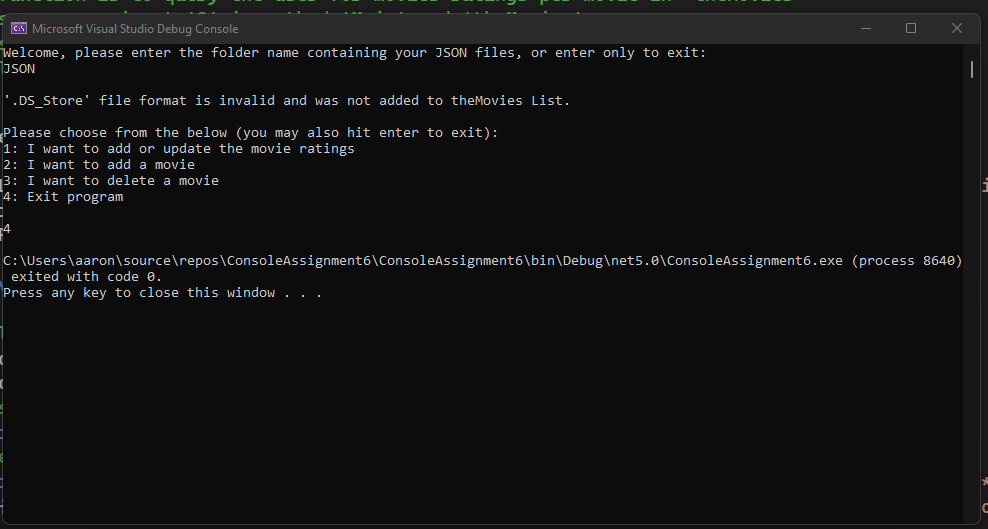 Microsoft Visual Studio Debug Console
Welcome, please enter the folder name containing your JSON files, or enter only to exit:
JSON
'.DS_Store' file format is invalid and was not added to theMovies List.
Please choose from the below (you may also hit enter to exit):
1: I want to add or update the movie ratings
2: I want to add a movie
3: I want to delete a movie
4: Exit program
4
C:\Users\aaron\source\repos\ConsoleAssignment6\ConsoleAssignment6\bin\Debug\net5.0\ConsoleAssignment6.exe (process 8640)
exited with code 0.
Press any key to close this window . . .